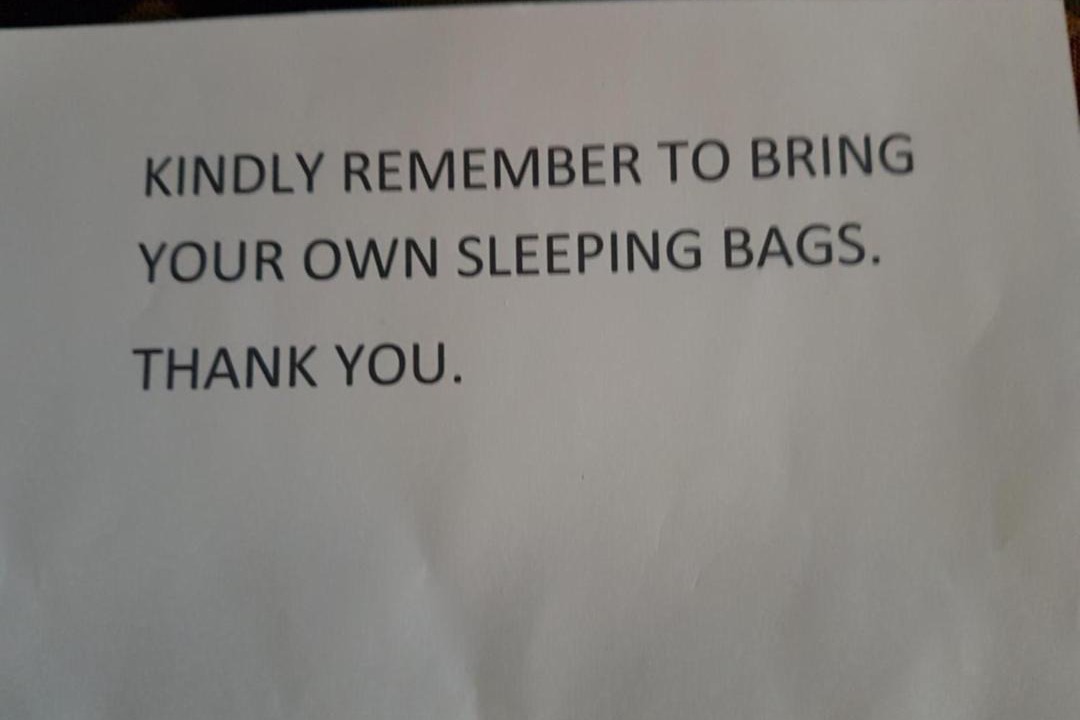 KINDLY REMEMBER TO BRING
YOUR OWN SLEEPING BAGS.
THANK YOU.